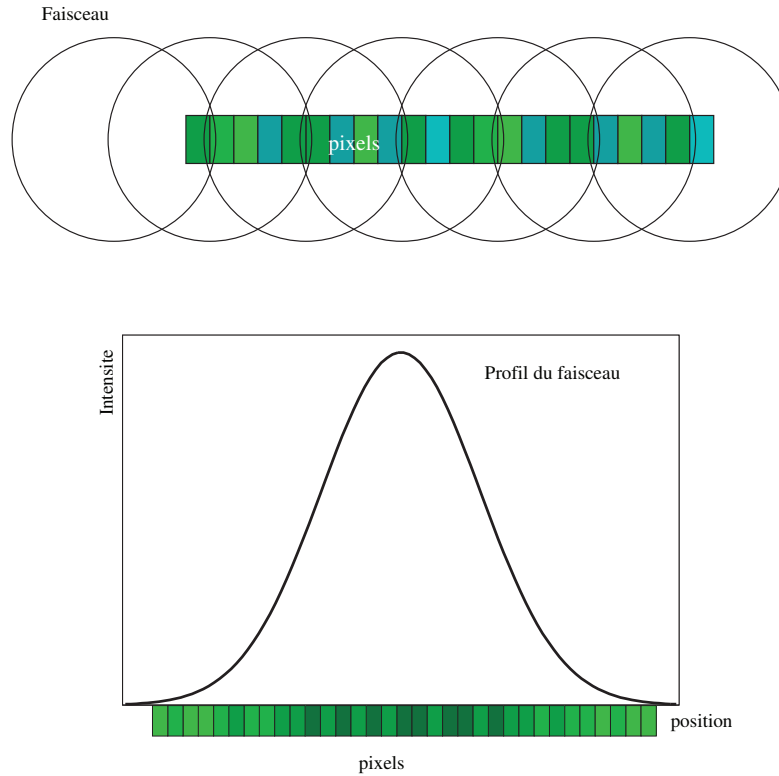 Faisceau
pixels
Intensite
Profil du faisceau
position
pixels